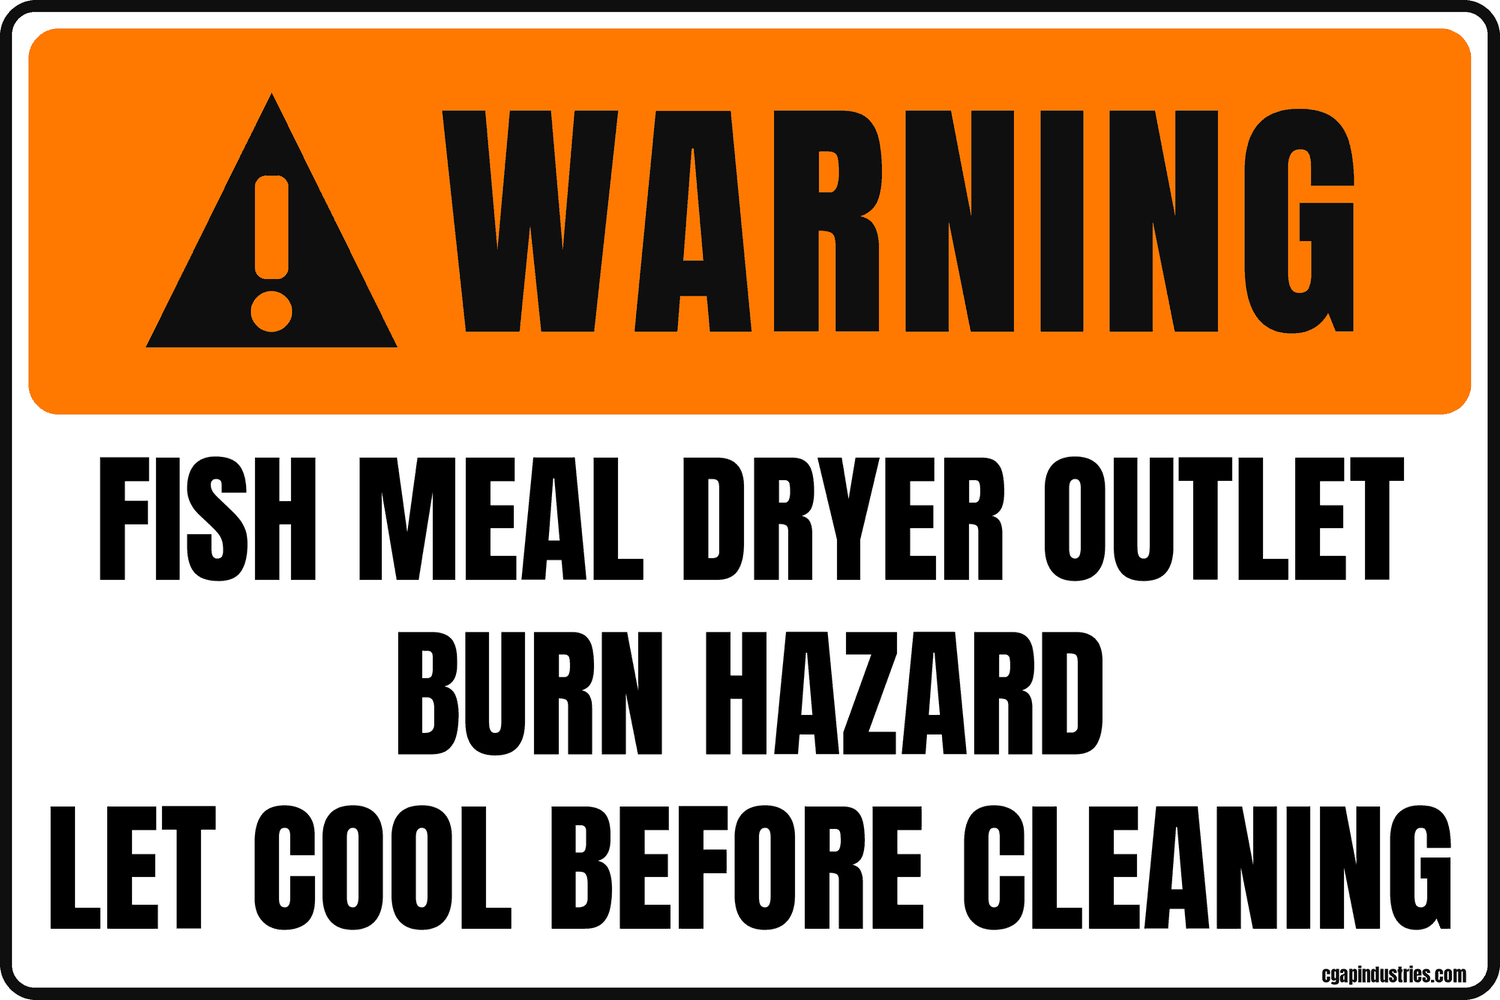 WARNING
FISH MEAL DRYER OUTLET
BURN HAZARD
LET COOL BEFORE CLEANING
cgapindustries.com